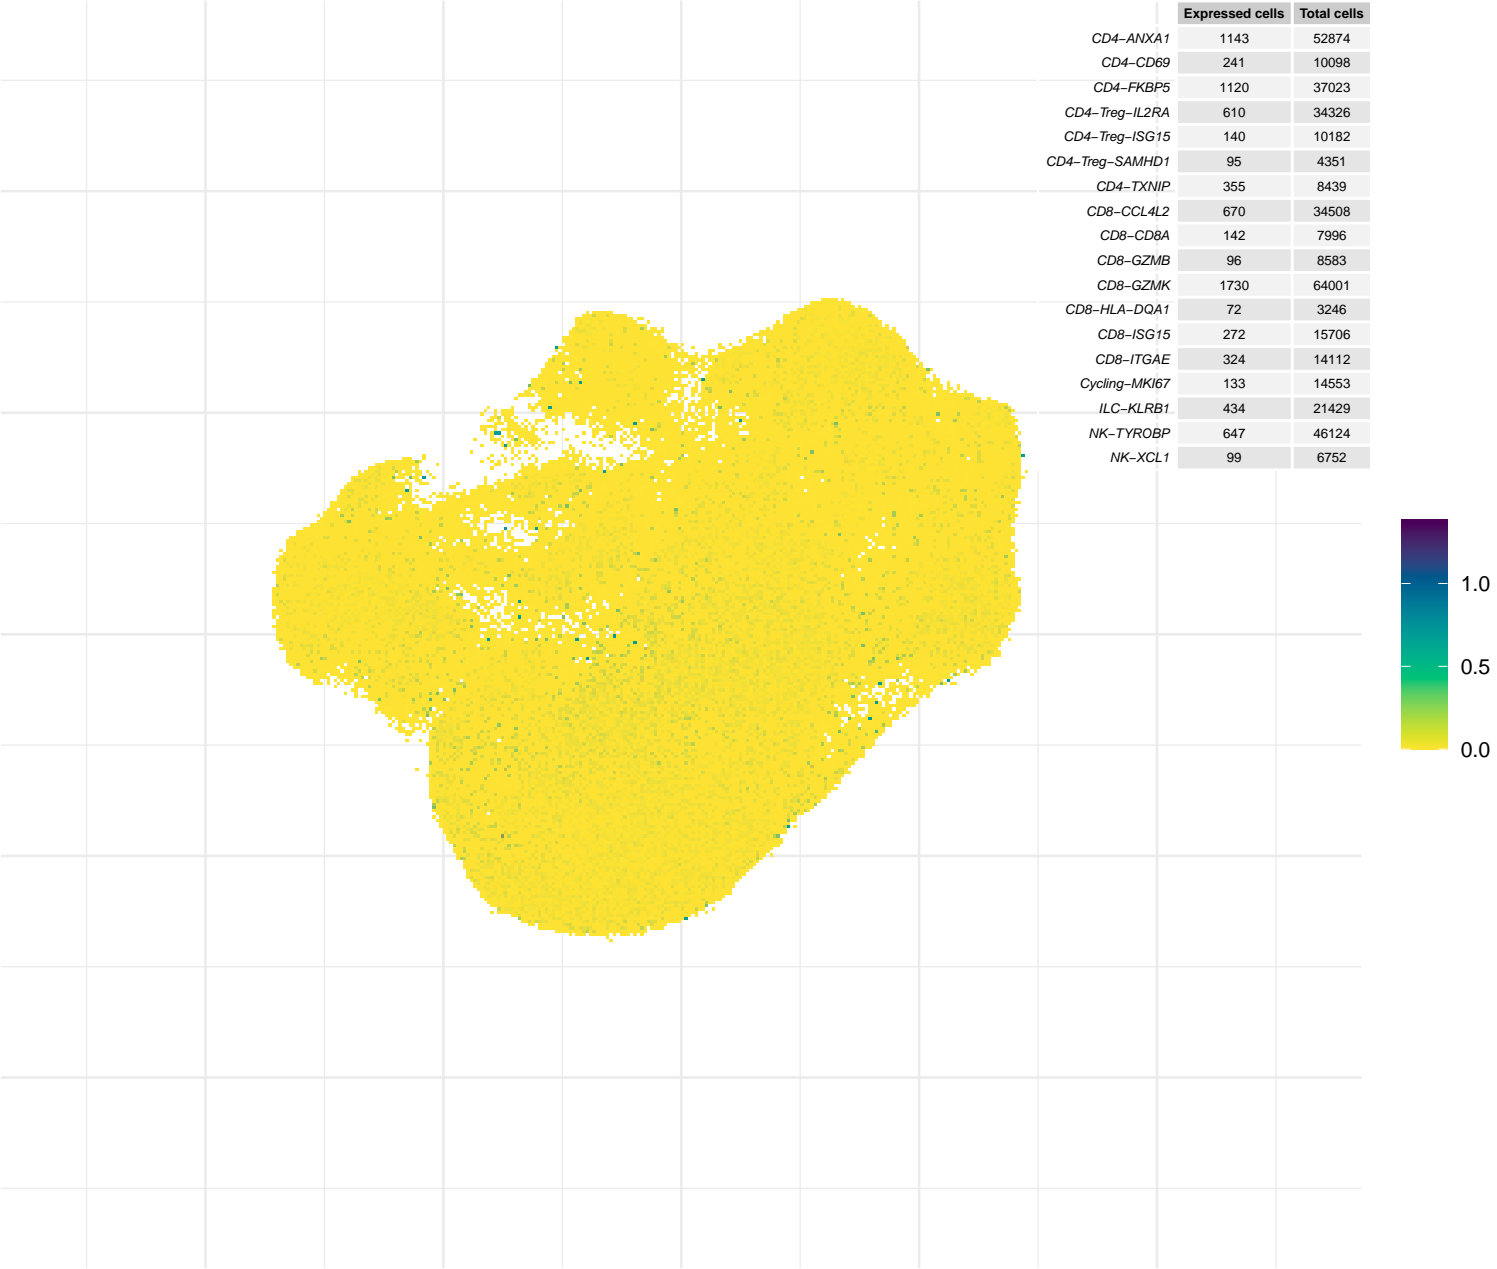 Expressed cells Total cells
CD4−ANXA1 1143 52874
CD4−CD69 241 10098
CD4−FKBP5 1120 37023
CD4−Treg−IL2RA 610 34326
CD4−Treg−ISG15 140 10182
CD4−Treg−SAMHD1 95 4351
CD4−TXNIP 355 8439
CD8−CCL4L2 670 34508
CD8−CD8A 142 7996
CD8−GZMB 96 8583
CD8−GZMK 1730 64001
CD8−HLA−DQA1 72 3246
CD8−ISG15 272 15706
CD8−ITGAE 324 14112
Cycling−MKI67 133 14553
ILC−KLRB1 434 21429
NK−TYROBP 647 46124
NK−XCL1 99 6752
1.0
0.5
0.0